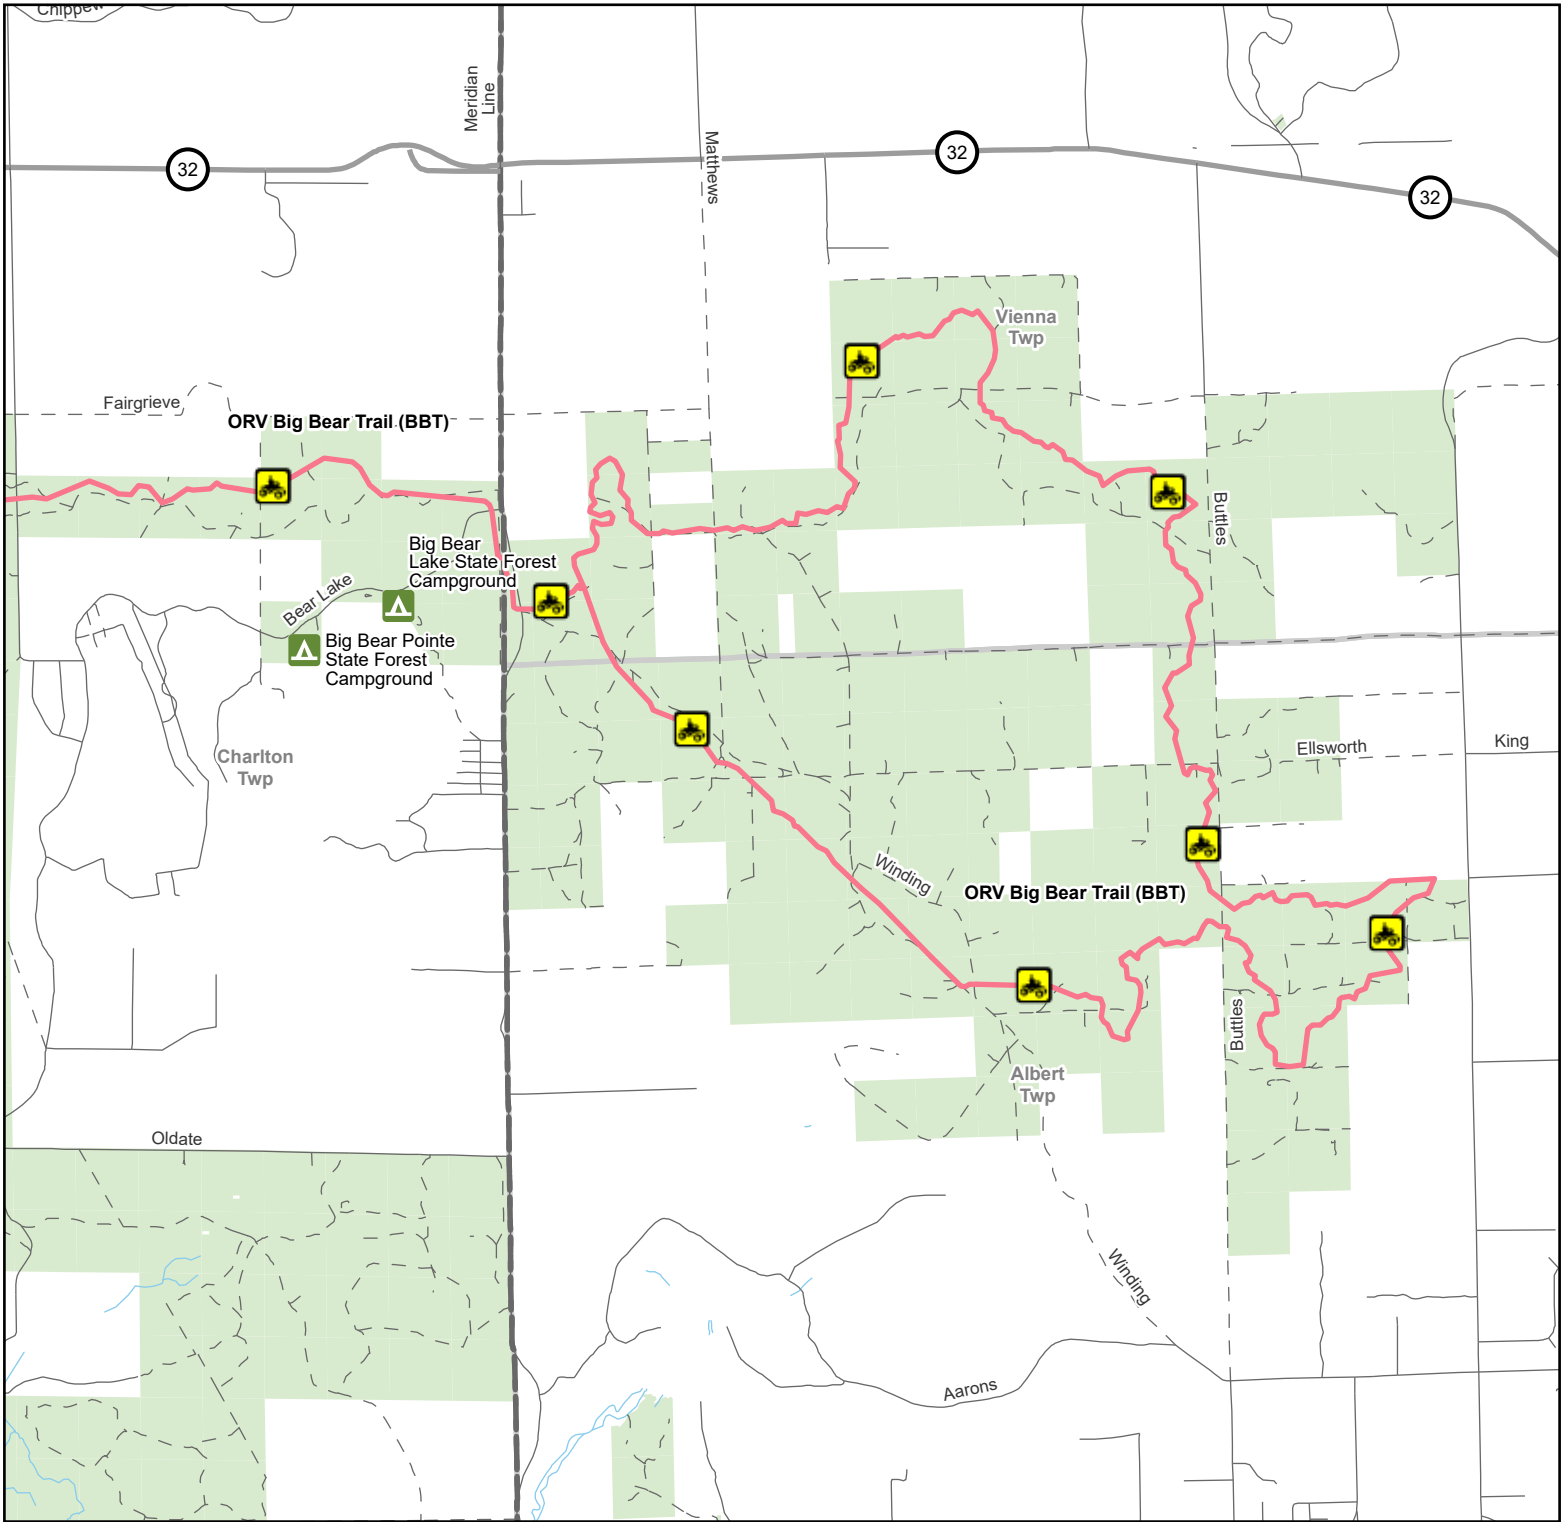 Meridian
Line
Matthews
32
32
32
Vienna
Twp
Fairgrieve
ORV Big Bear Trail (BBT)
Buttles
Big Bear
Lake State Forest
Campground
Bear Lake
Big Bear Pointe
State Forest
Campground
Charlton
Twp
Ellsworth
King
Winding
ORV Big Bear Trail (BBT)
Buttles
Albert
Twp
Oldate
Winding
Aarons